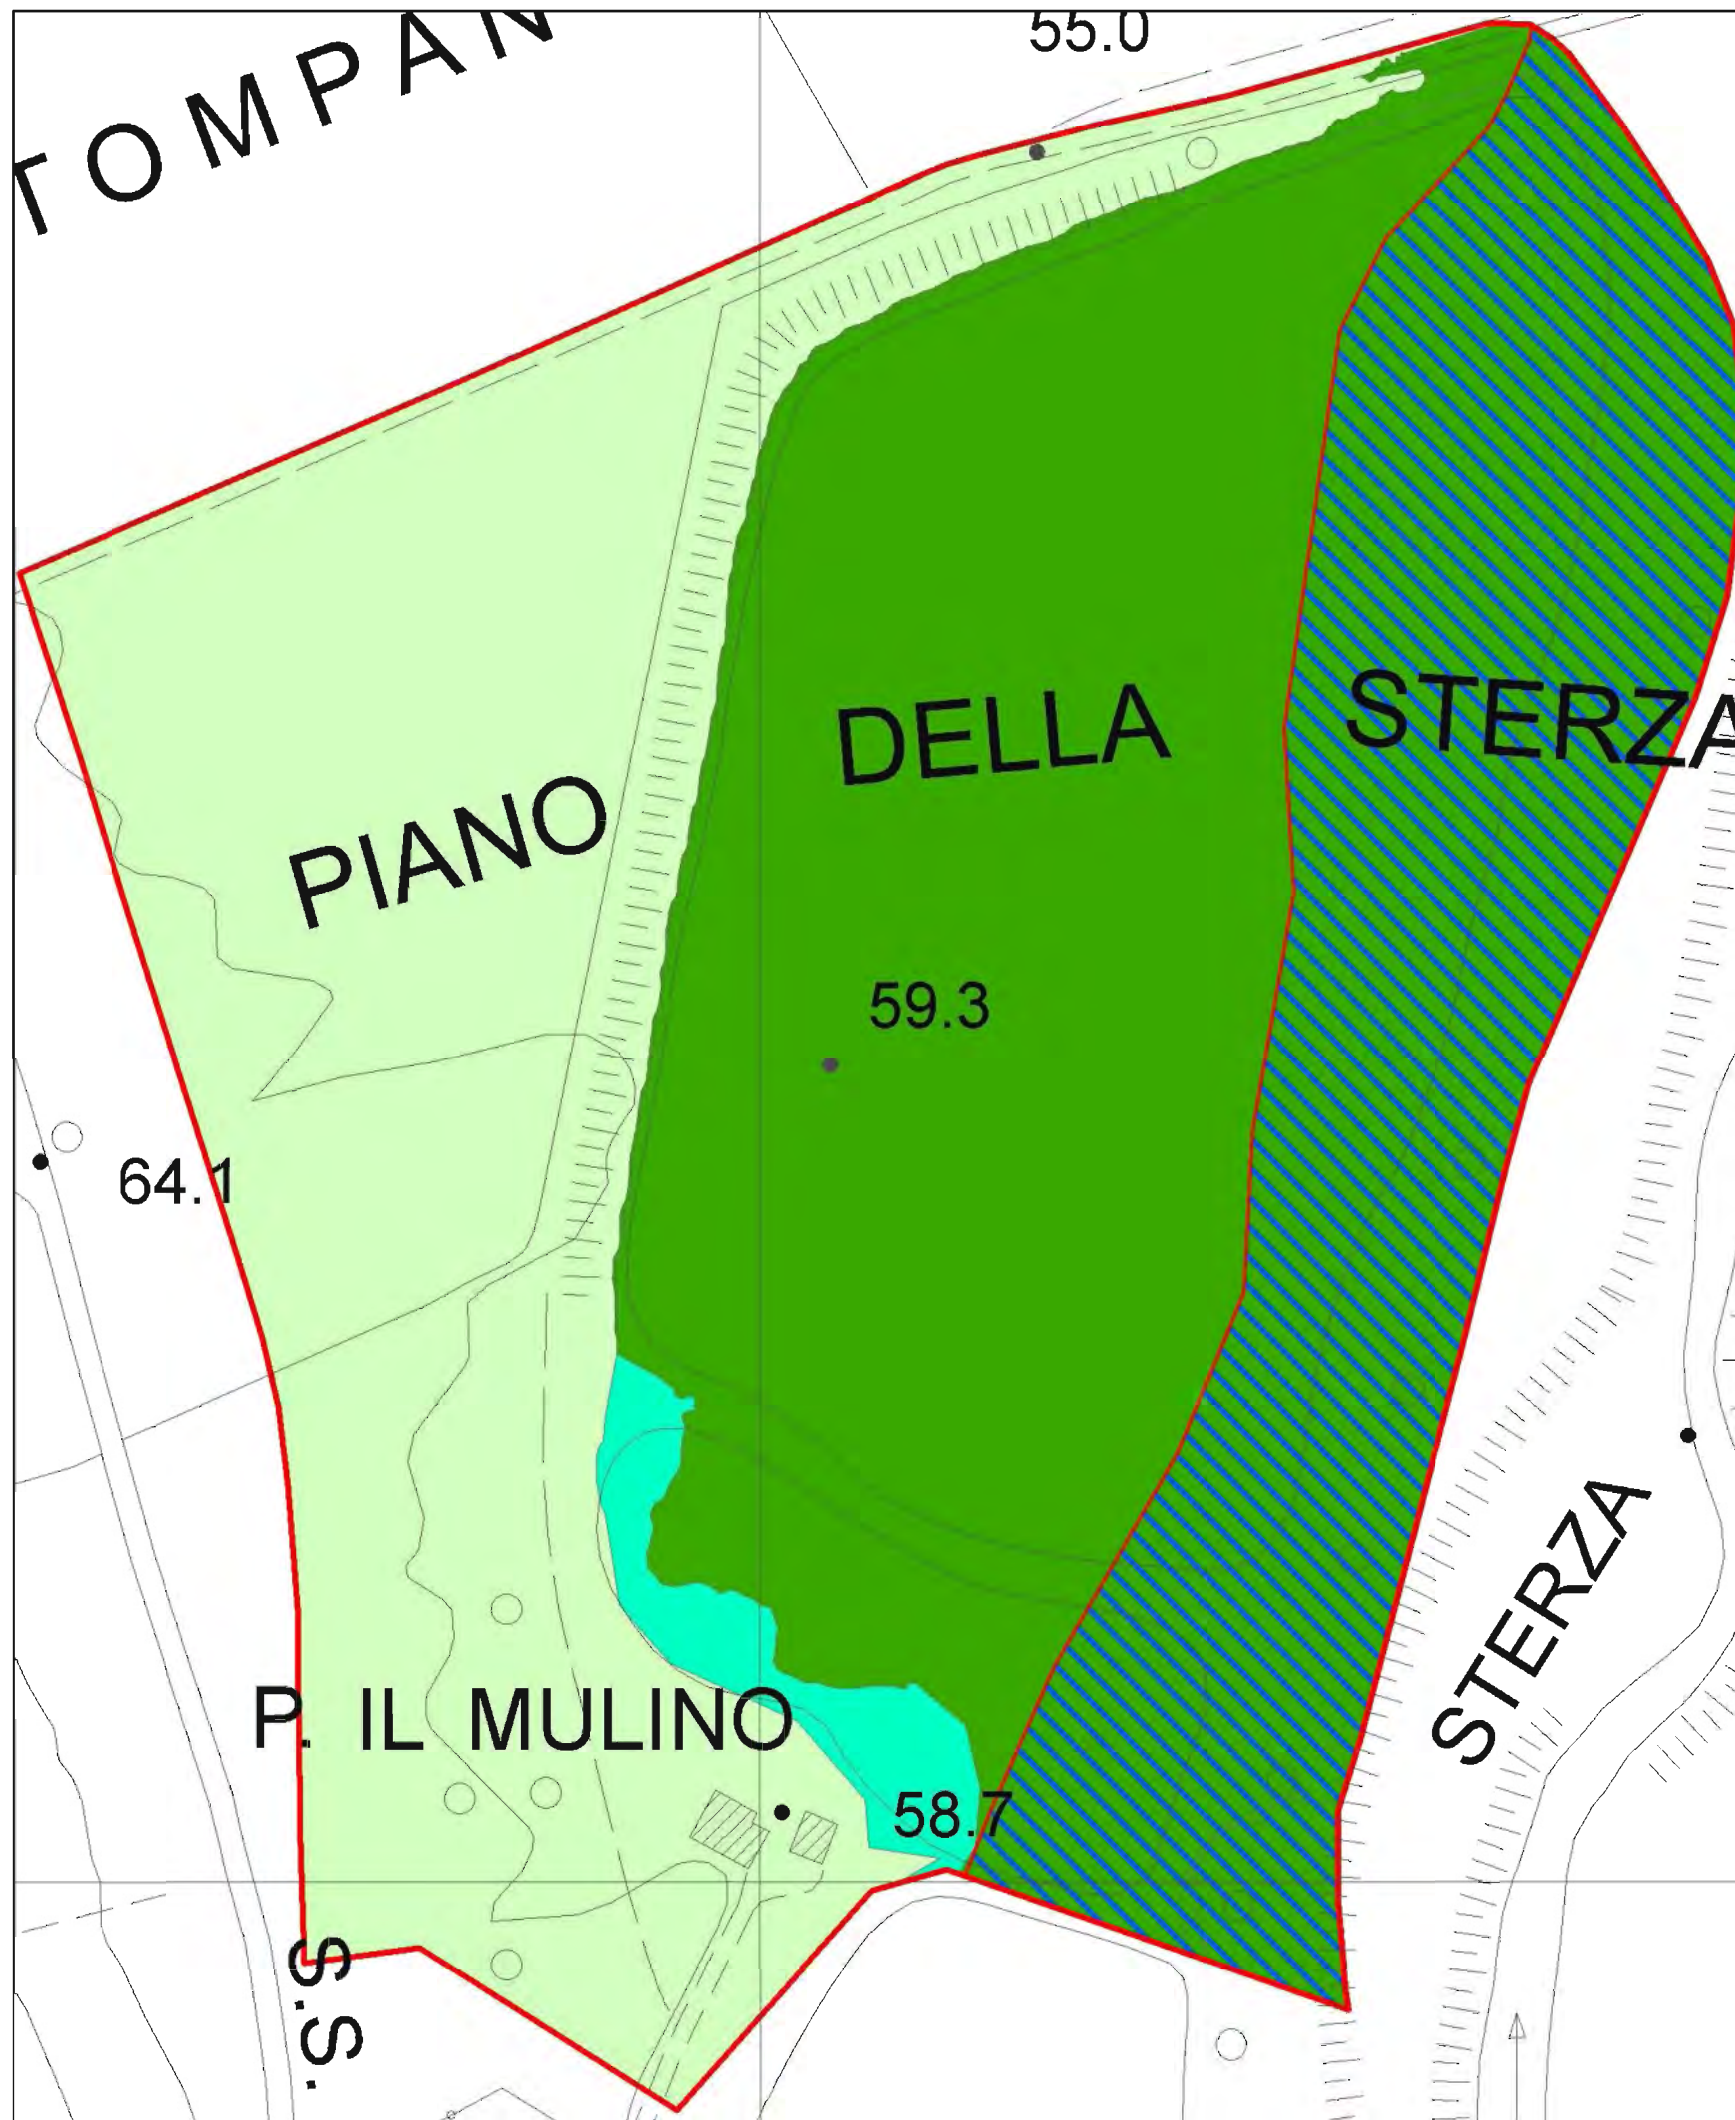 55.0
TOMPAN
DELLA
STERZA
PIANO
59.3
64.1
STERZA
P. IL MULINO
58.7
S.S.